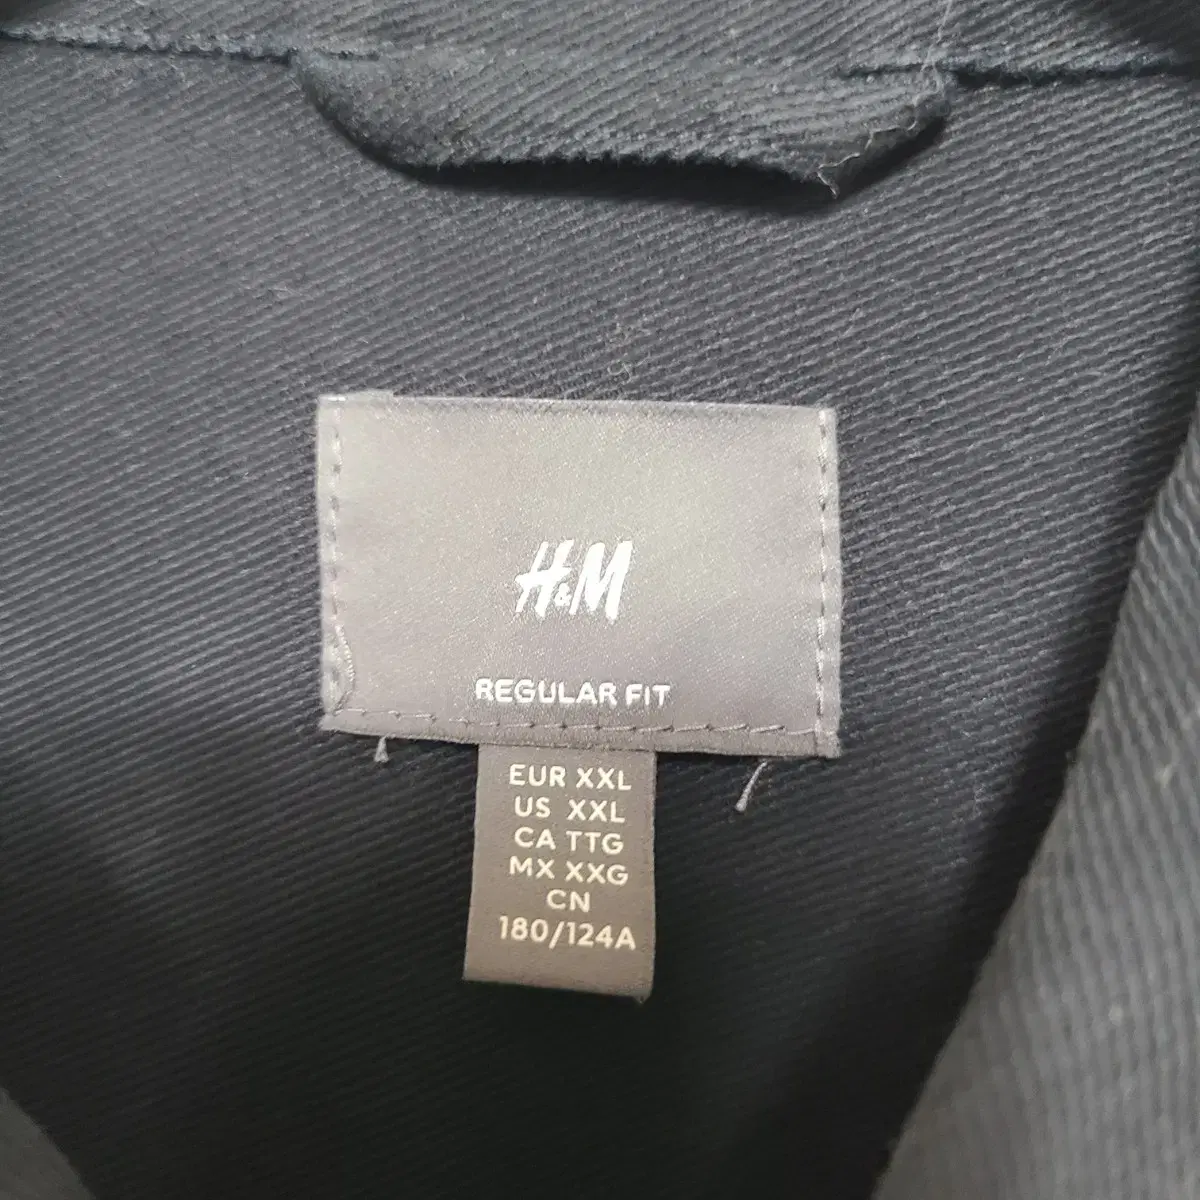 H&M
REGULAR FIT
EUR XXL
US XXL
CA TTG
MX XXG
CN
180/124A